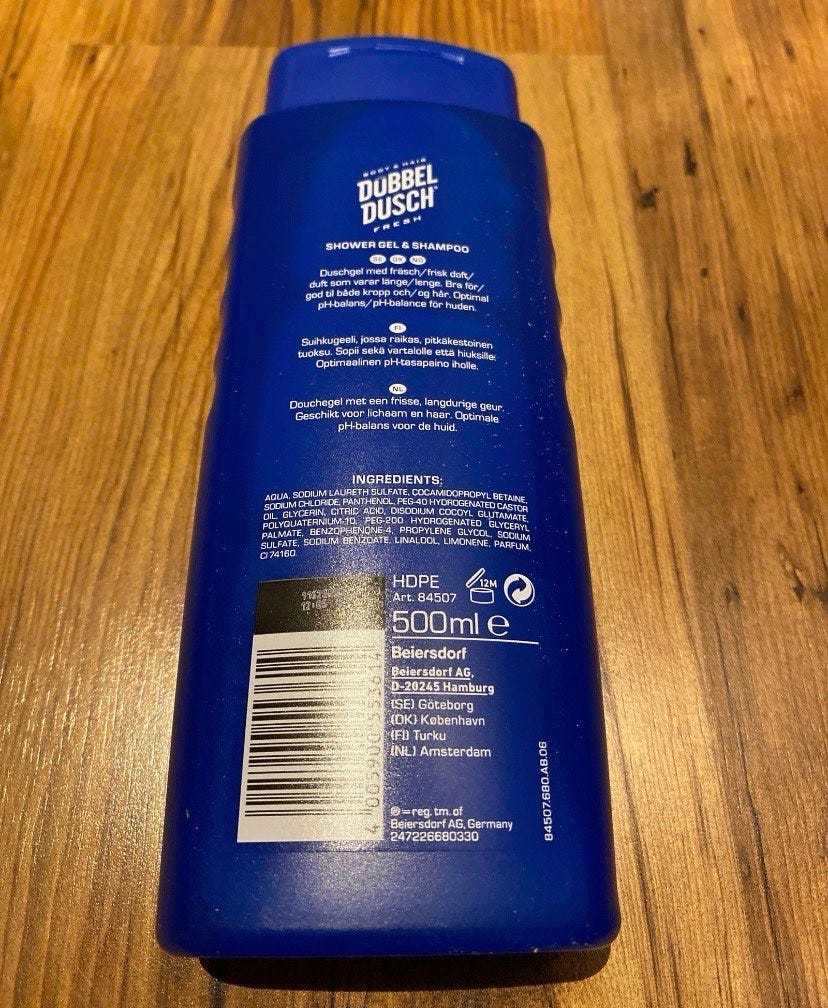 BODY & HAIR
DUBBEL
DUSCH
FRESH
SHOWER GEL & SHAMPOO
SE DK NO
Duschgel med fräsch/frisk doft/
duft som varar länge/lenge. Bra för/
god til både kropp och/og hår. Optimal
pH-balans/pH-balance för huden.
FI
Suihkugeeli, jossa raikas, pitkäkestoinen
tuoksu. Sopii sekä vartalolle että hiuksille.
Optimaalinen pH-tasapaino iholle.
NL
Douchegel met een frisse, langdurige geur.
Geschikt voor lichaam en haar. Optimale
pH-balans voor de huid.
INGREDIENTS:
AQUA, SODIUM LAURETH SULFATE, COCAMIDOPROPYL BETAINE,
SODIUM CHLORIDE, PANTHENOL, PEG-40 HYDROGENATED CASTOR
OIL, GLYCERIN, CITRIC ACID, DISODIUM COCOYL GLUTAMATE,
POLYQUATERNIUM-10, PEG-200 HYDROGENATED GLYCERYL
PALMATE, BENZOPHENONE-4, PROPYLENE GLYCOL, SODIUM
SULFATE, SODIUM BENZOATE, LINALOOL, LIMONENE, PARFUM,
CI 74160.
HDPE
Art. 84507
12M
500ml e
Beiersdorf
Beiersdorf AG,
D-20245 Hamburg
(SE) Göteborg
(DK) København
(FI) Turku
(NL) Amsterdam
®=reg. tm. of
Beiersdorf AG, Germany
247226680330
84507.680.AB.06